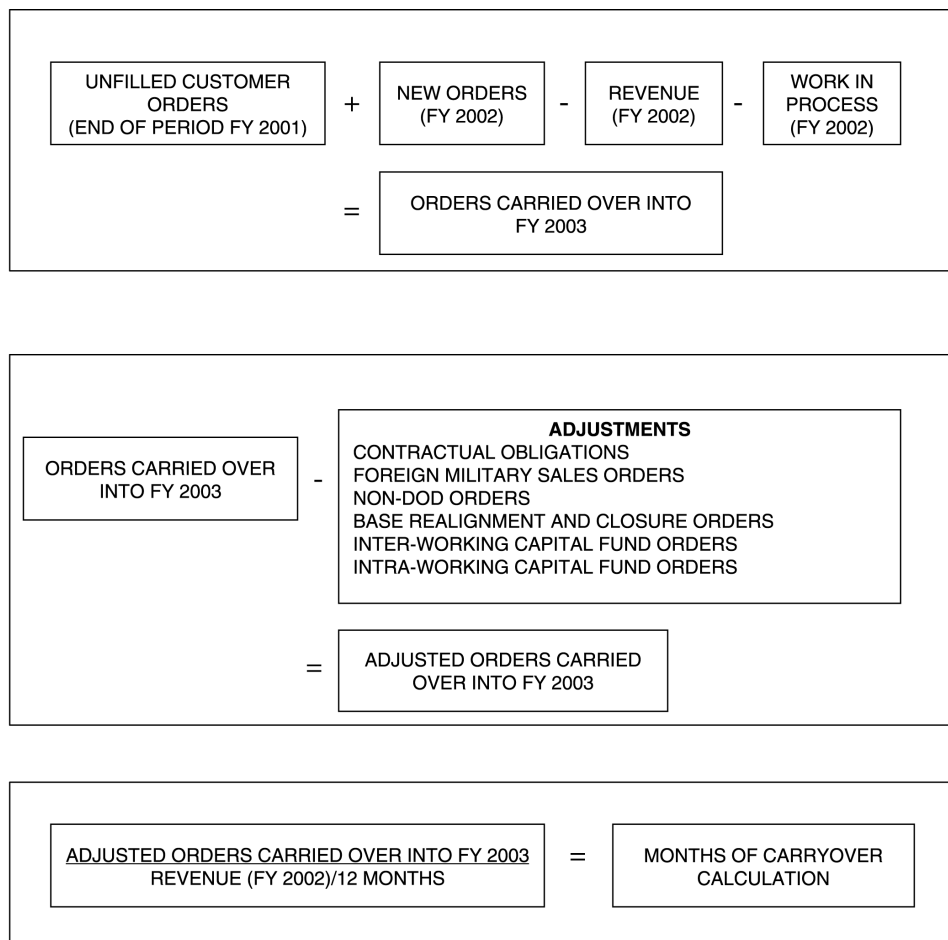 UNFILLED CUSTOMER
ORDERS
(END OF PERIOD FY 2001)
+
NEW ORDERS
(FY 2002)
-
REVENUE
(FY 2002)
-
WORK IN
PROCESS
(FY 2002)
=
ORDERS CARRIED OVER INTO
FY 2003
ORDERS CARRIED OVER
INTO FY 2003
-
ADJUSTMENTS
CONTRACTUAL OBLIGATIONS
FOREIGN MILITARY SALES ORDERS
NON-DOD ORDERS
BASE REALIGNMENT AND CLOSURE ORDERS
INTER-WORKING CAPITAL FUND ORDERS
INTRA-WORKING CAPITAL FUND ORDERS
=
ADJUSTED ORDERS CARRIED
OVER INTO FY 2003
ADJUSTED ORDERS CARRIED OVER INTO FY 2003
REVENUE (FY 2002)/12 MONTHS
=
MONTHS OF CARRYOVER
CALCULATION